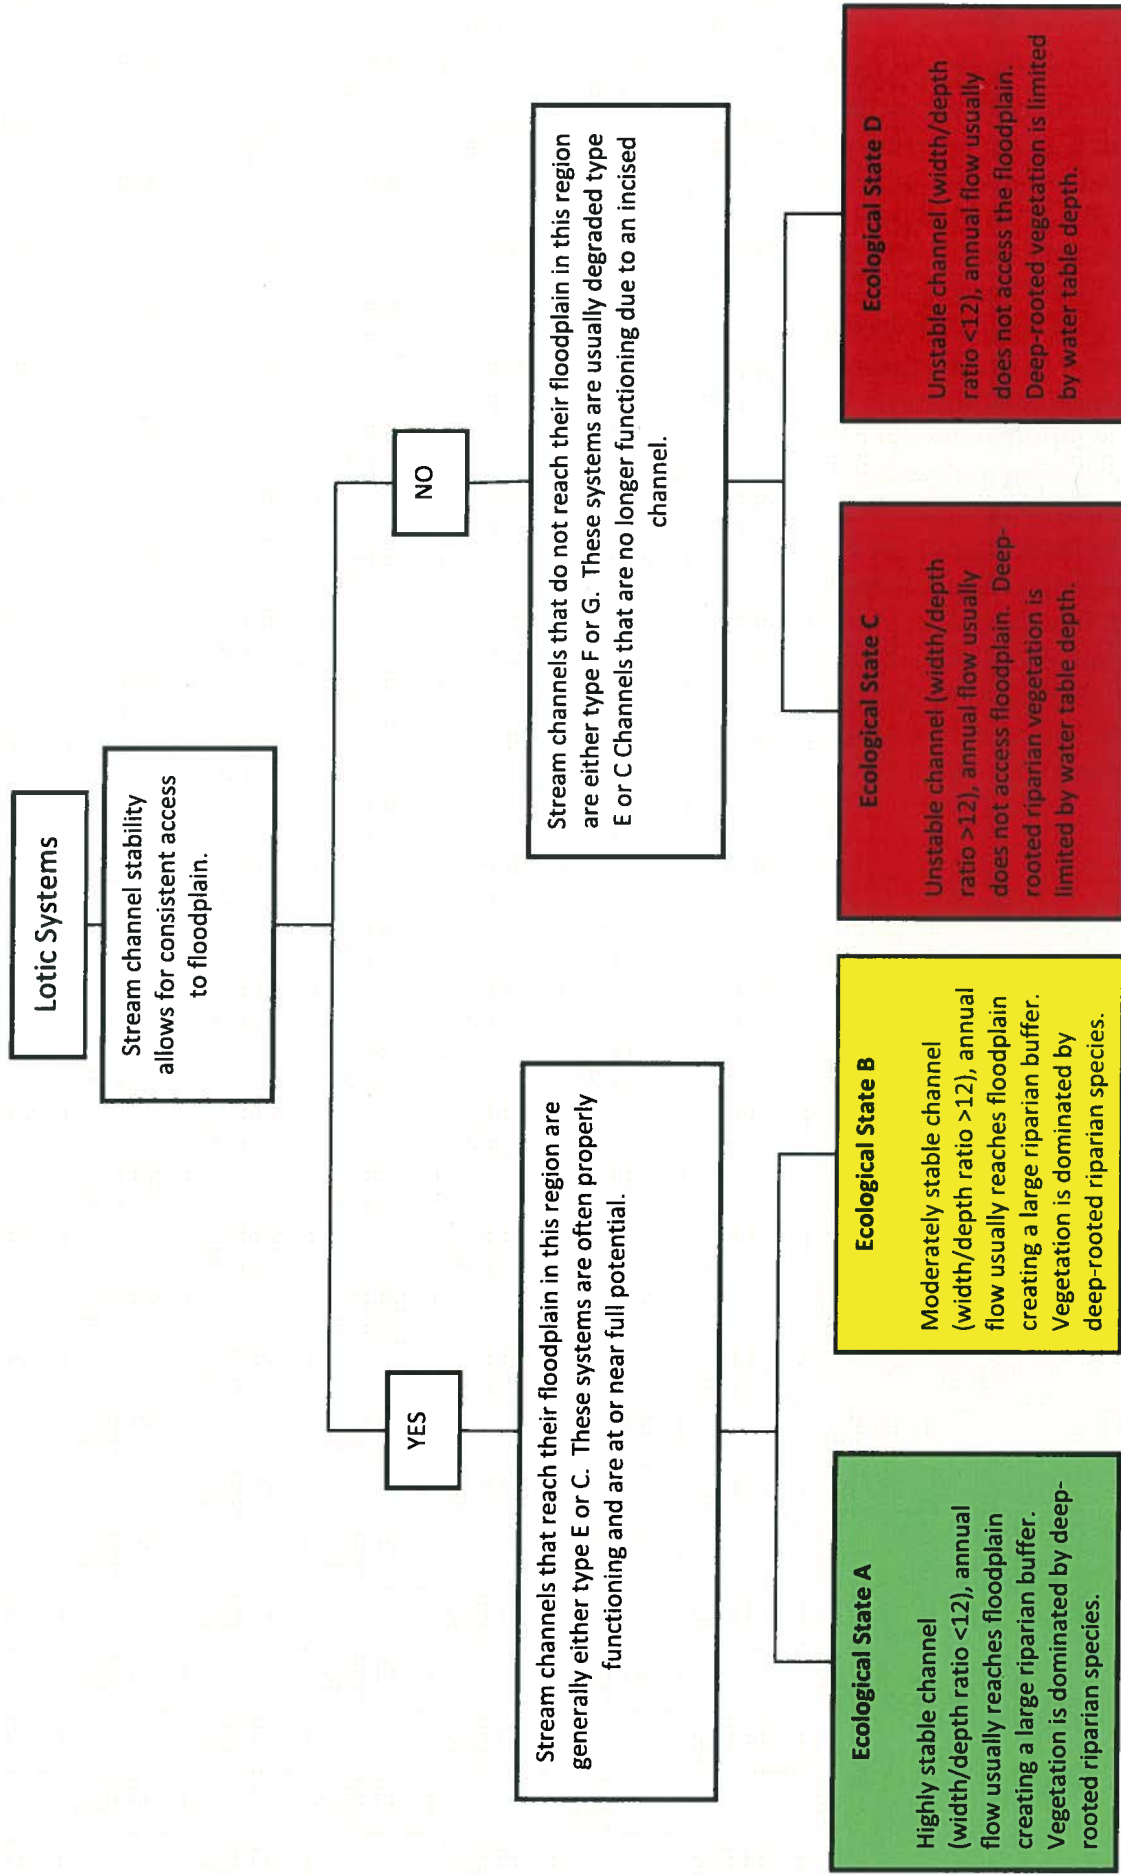 Lotic Systems
Stream channel stability
allows for consistent access
to floodplain.
YES
NO
Stream channels that reach their floodplain in this region are
generally either type E or C.  These systems are often properly
functioning and are at or near full potential.
Stream channels that do not reach their floodplain in this region
are either type F or G.  These systems are usually degraded type
E or C Channels that are no longer functioning due to an incised
channel.
Ecological State A
Highly stable channel
(width/depth ratio <12), annual
flow usually reaches floodplain
creating a large riparian buffer.
Vegetation is dominated by deep-
rooted riparian species.
Ecological State B
Moderately stable channel
(width/depth ratio >12), annual
flow usually reaches floodplain
creating a large riparian buffer.
Vegetation is dominated by
deep-rooted riparian species.
Ecological State C
Unstable channel (width/depth
ratio >12), annual flow usually
does not access floodplain.  Deep-
rooted riparian vegetation is
limited by water table depth.
Ecological State D
Unstable channel (width/depth
ratio <12), annual flow usually
does not access the floodplain.
Deep-rooted vegetation is limited
by water table depth.